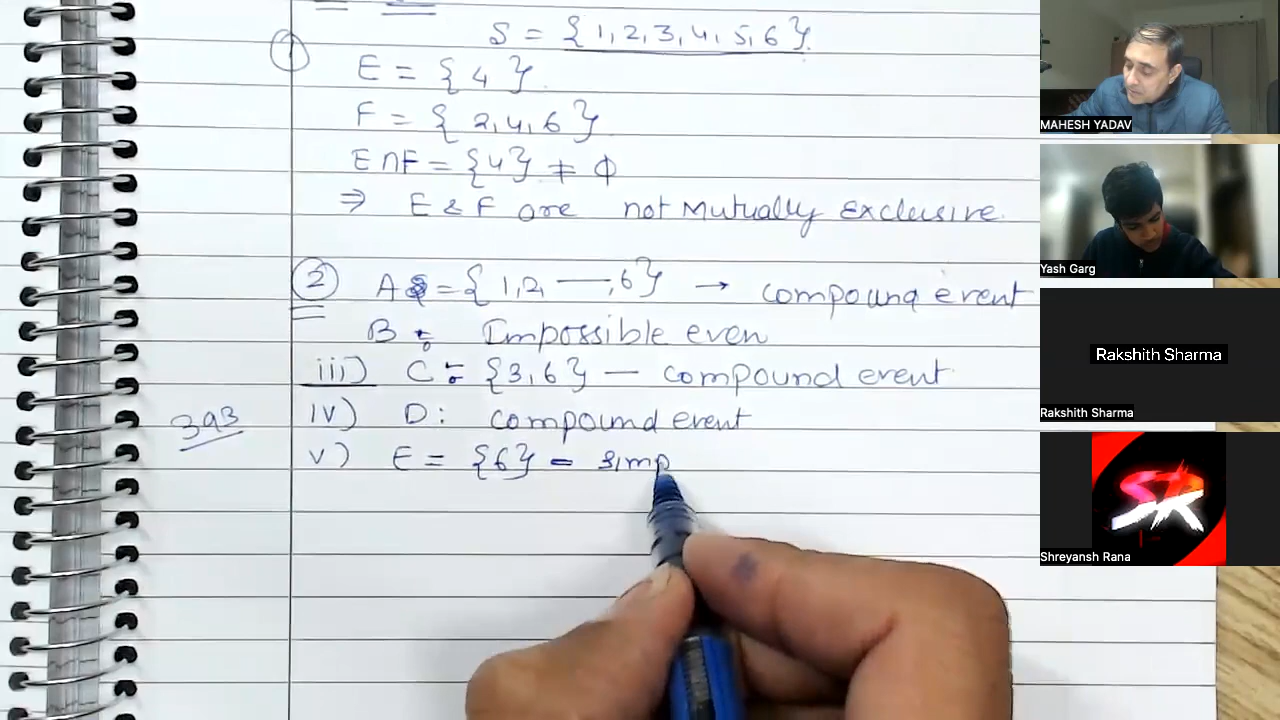 S = { 1, 2, 3, 4, 5, 6 }.
1 E = { 4 }.
F = { 2, 4, 6 }
E∩F = {4} ≠ ϕ
⇒ E & F are not Mutually Exclusive.
2 A = { 1, 2, —, 6 } → compound event
B : Impossible even
iii) C : {3, 6} — compound event
iv) D : compound event
393
v) E = {6} - simp
MAHESH YADAV
Yash Garg
Rakshith Sharma
Rakshith Sharma
SR
Shreyansh Rana